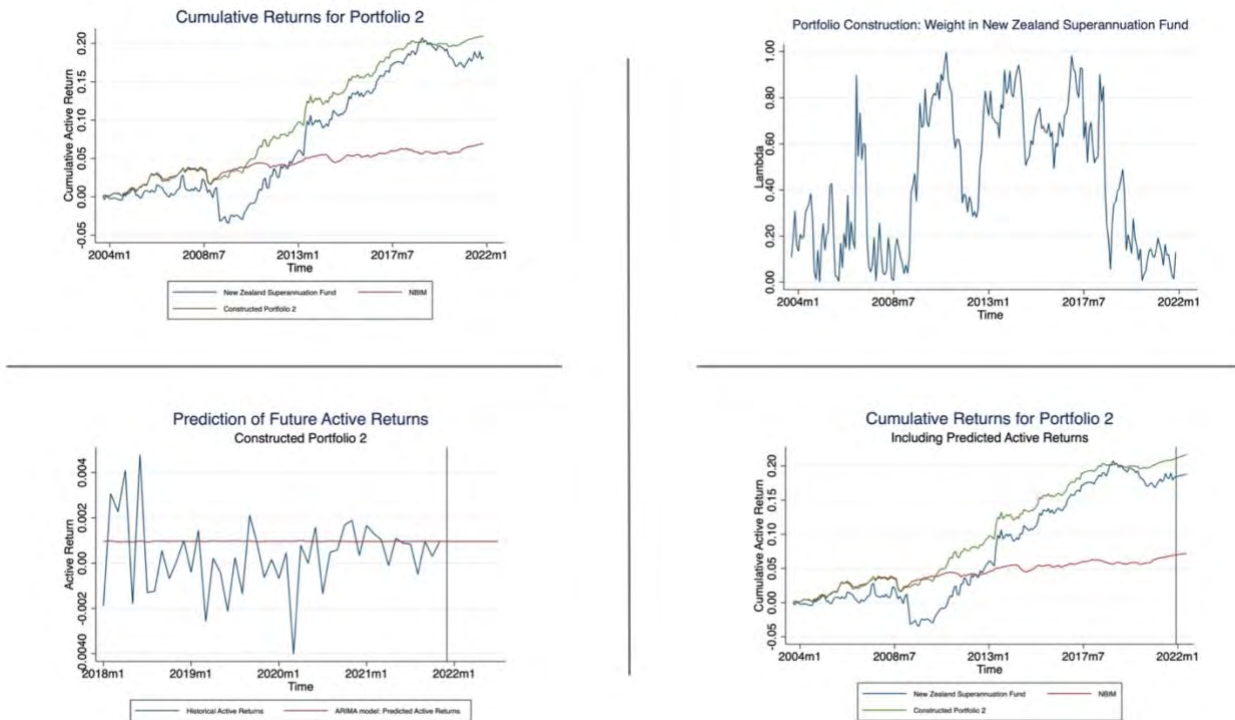 Cumulative Returns for Portfolio 2
Cumulative Active Return
0.20
0.15
0.10
0.05
0.00
-0.05
2004m1 2008m7 2013m1 2017m7 2022m1
Time
New Zealand Superannuation Fund NBIM
Constructed Portfolio 2
Portfolio Construction: Weight in New Zealand Superannuation Fund
Lambda
1.00
0.80
0.60
0.40
0.20
0.00
2004m1 2008m7 2013m1 2017m7 2022m1
Time
Prediction of Future Active Returns
Constructed Portfolio 2
Active Return
0.004
0.002
0.000
-0.002
-0.0040
2018m1 2019m1 2020m1 2021m1 2022m1
Time
Historical Active Returns ARIMA model: Predicted Active Returns
Cumulative Returns for Portfolio 2
Including Predicted Active Returns
Cumulative Active Return
0.20
0.15
0.10
0.05
0.00
-0.05
2004m1 2008m7 2013m1 2017m7 2022m1
Time
New Zealand Superannuation Fund NBIM
Constructed Portfolio 2